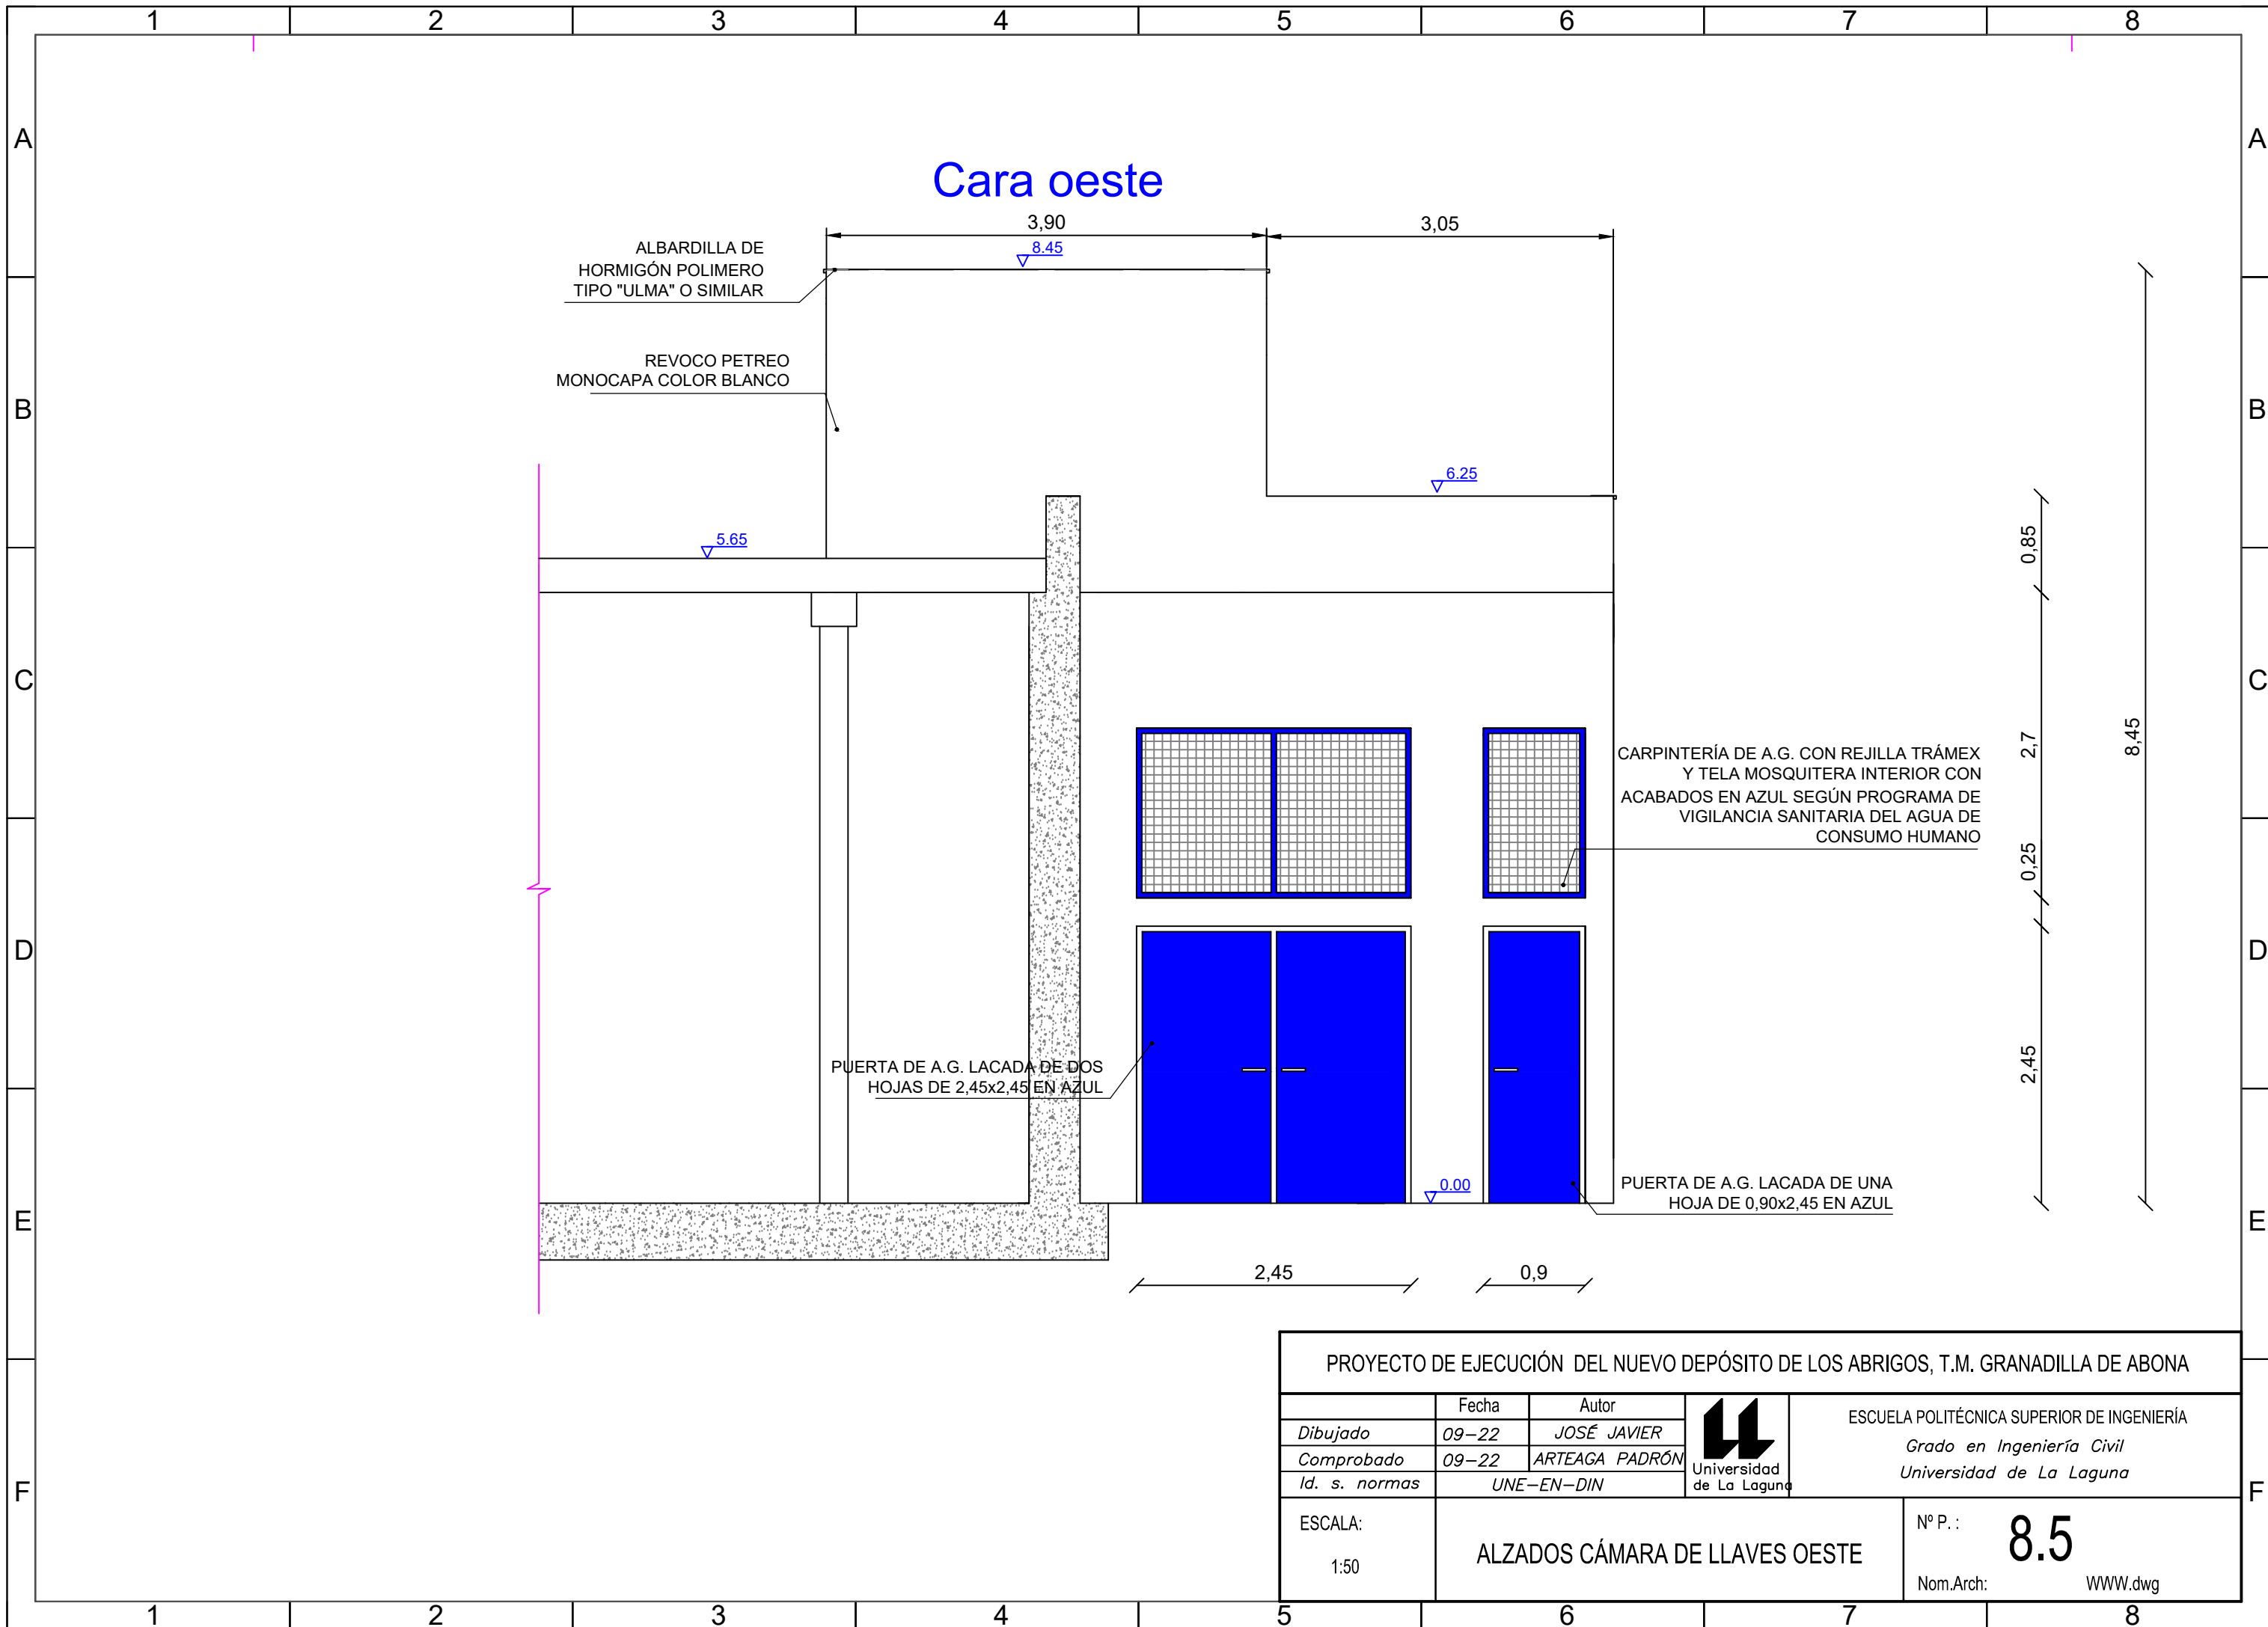 1 2 3 4 5 6 7 8
A A
Cara oeste
3,90
3,05
8.45
ALBARDILLA DE
HORMIGÓN POLIMERO
TIPO "ULMA" O SIMILAR
REVOCO PETREO
MONOCAPA COLOR BLANCO
B B
6.25
5.65
0,85
C C
2,7
8,45
CARPINTERÍA DE A.G. CON REJILLA TRÁMEX
Y TELA MOSQUITERA INTERIOR CON
ACABADOS EN AZUL SEGÚN PROGRAMA DE
VIGILANCIA SANITARIA DEL AGUA DE
CONSUMO HUMANO
0,25
D D
2,45
PUERTA DE A.G. LACADA DE DOS
HOJAS DE 2,45x2,45 EN AZUL
0.00
PUERTA DE A.G. LACADA DE UNA
HOJA DE 0,90x2,45 EN AZUL
E E
2,45
0,9
PROYECTO DE EJECUCIÓN DEL NUEVO DEPÓSITO DE LOS ABRIGOS, T.M. GRANADILLA DE ABONA
Fecha Autor
Dibujado 09-22 JOSÉ JAVIER
Comprobado 09-22 ARTEAGA PADRÓN
Id. s. normas UNE-EN-DIN
Universidad
de La Laguna
ESCUELA POLITÉCNICA SUPERIOR DE INGENIERÍA
Grado en Ingeniería Civil
Universidad de La Laguna
F F
ESCALA:
1:50
ALZADOS CÁMARA DE LLAVES OESTE
Nº P. : 8.5
Nom.Arch: WWW.dwg
1 2 3 4 5 6 7 8